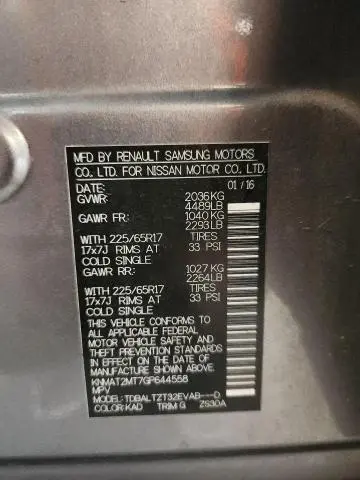 MFD BY RENAULT SAMSUNG MOTORS
CO. LTD. FOR NISSAN MOTOR CO. LTD.
DATE: 01/16
GVWR: 2036KG
4489LB
GAWR FR: 1040KG
2293LB
WITH 225/65R17 TIRES
17x7J RIMS AT 33 PSI
COLD SINGLE
GAWR RR: 1027KG
2264LB
WITH 225/65R17 TIRES
17x7J RIMS AT 33 PSI
COLD SINGLE
THIS VEHICLE CONFORMS TO
ALL APPLICABLE FEDERAL
MOTOR VEHICLE SAFETY AND
THEFT PREVENTION STANDARDS IN
EFFECT ON THE DATE OF
MANUFACTURE SHOWN ABOVE.
KNMAT2MT7GP644558
MPV
MODEL: TDBALTZT32EVAB---D
COLOR: KAD TRIM: G ZS30A